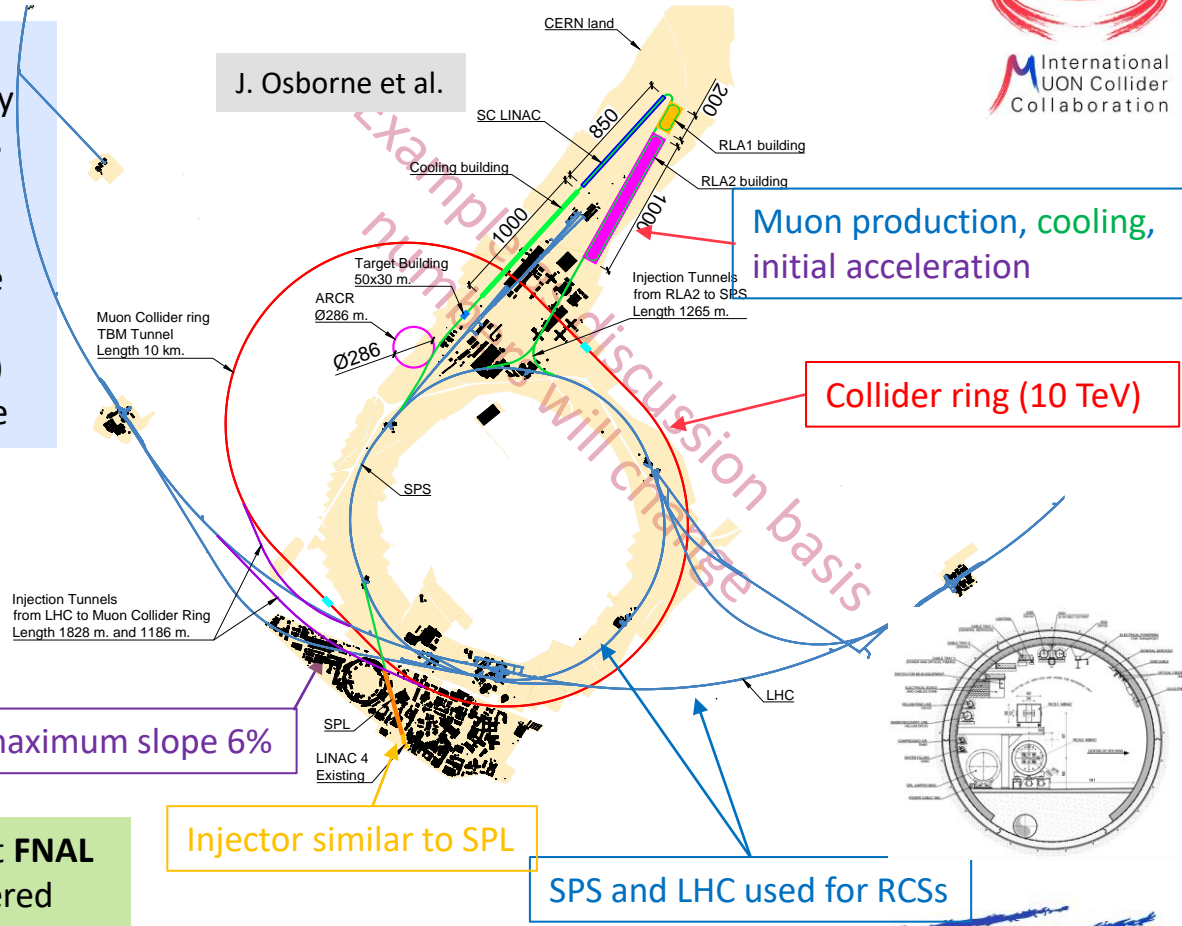 y
e
)
e
J. Osborne et al.
CERN land
International
MUON Collider
Collaboration
SC LINAC
850
200
RLA1 building
Cooling building
RLA2 building
1000
1000
Example discussion basis
numbers will change
Muon production, cooling,
initial acceleration
Target Building
50x30 m.
ARCR
Ø286 m.
Ø286
Injection Tunnels
from RLA2 to SPS
Length 1265 m.
Muon Collider ring
TBM Tunnel
Length 10 km.
Collider ring (10 TeV)
SPS
Injection Tunnels
from LHC to Muon Collider Ring
Length 1828 m. and 1186 m.
LHC
SPL
LINAC 4
Existing
maximum slope 6%
Injector similar to SPL
t FNAL
ered
SPS and LHC used for RCSs